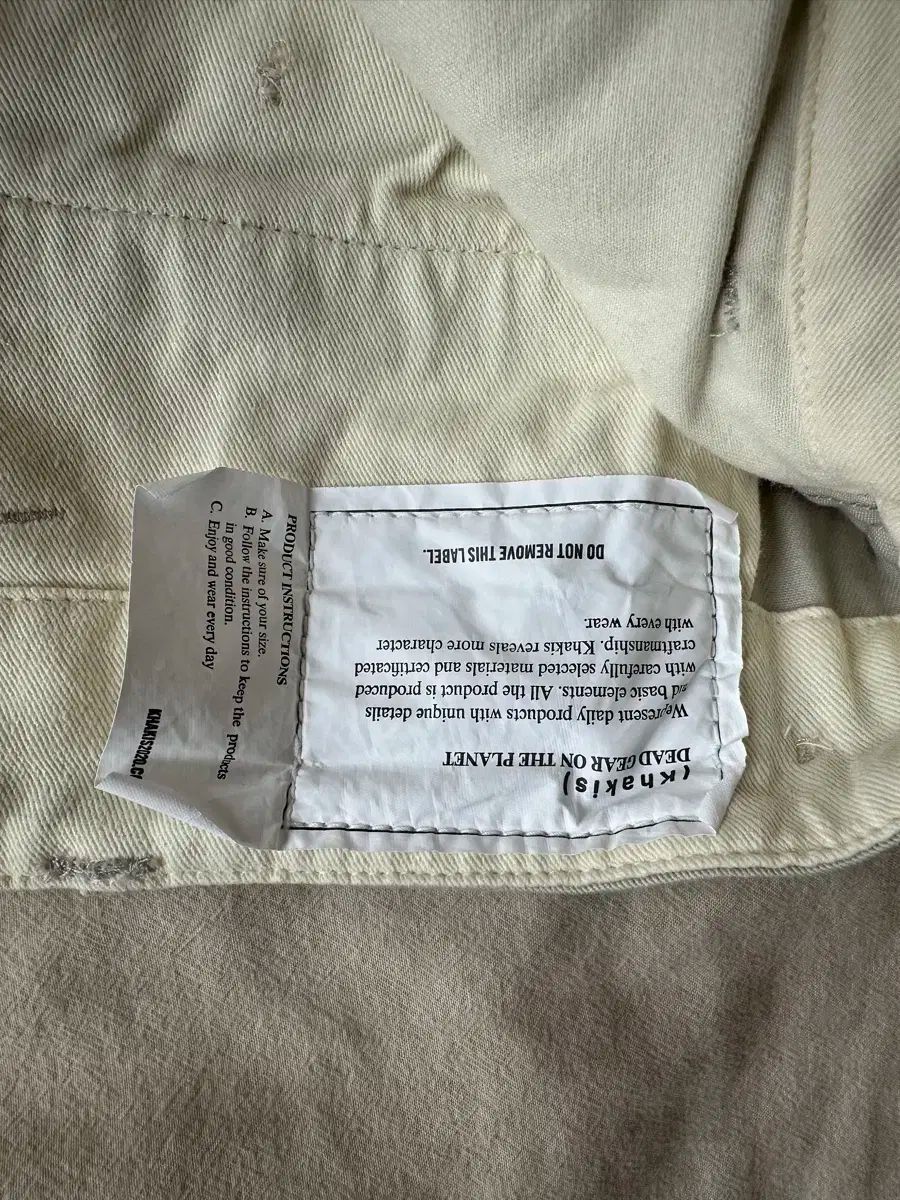 (Khakis)
DEAD GEAR ON THE PLANET
We present daily products with unique details
and basic elements. All the product is produced
with carefully selected materials and certificated
craftmanship. Khakis reveals more character
with every wear.
DO NOT REMOVE THIS LABEL.
PRODUCT INSTRUCTIONS
A. Make sure of your size.
B. Follow the instructions to keep the products
in good condition.
C. Enjoy and wear every day